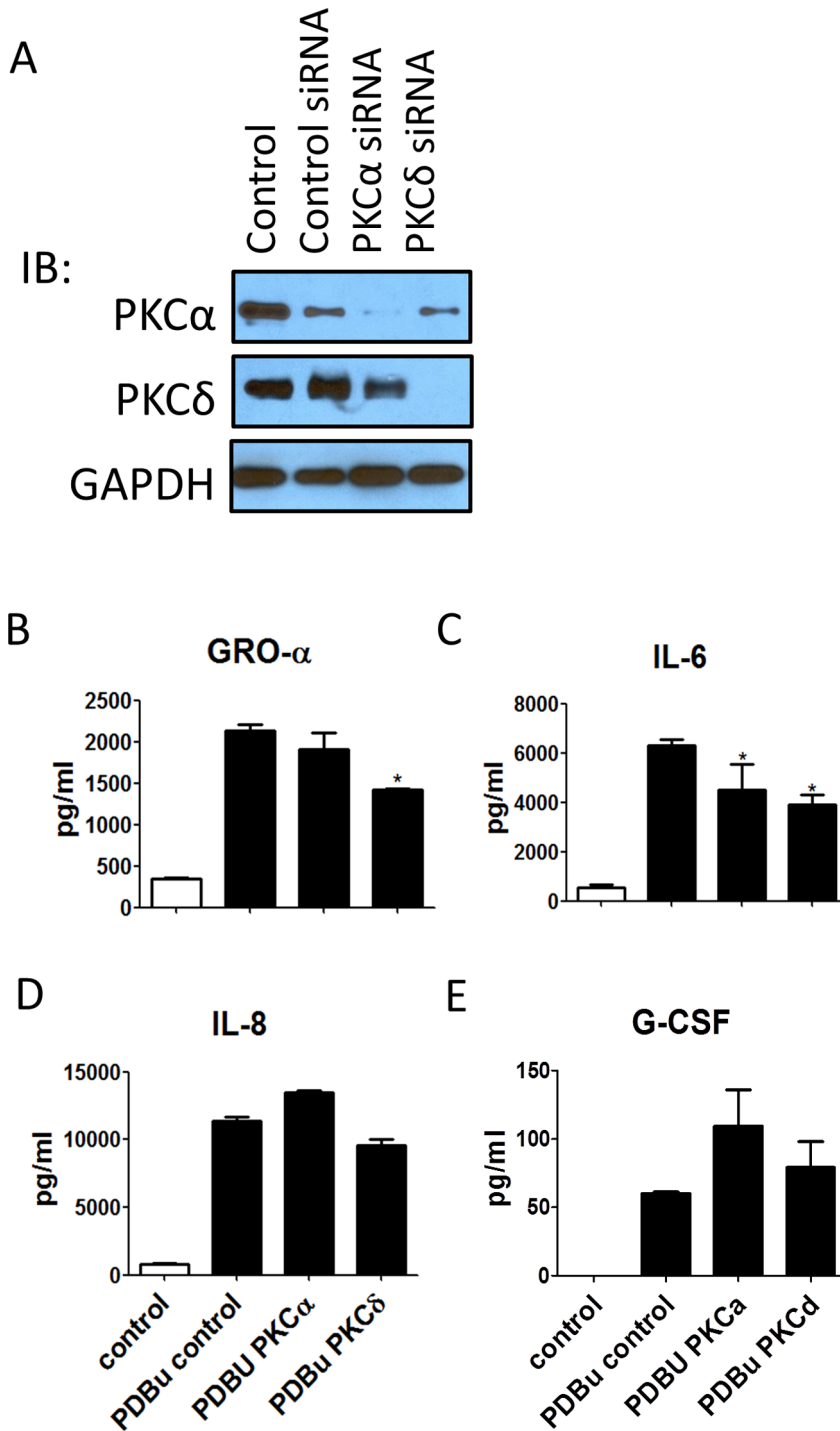 A
Control
Control siRNA
PKCα siRNA
PKCδ siRNA
IB:
PKCα
PKCδ
GAPDH
B
GRO-α
pg/ml
2500
2000
1500
1000
500
0
*
C
IL-6
pg/ml
8000
6000
4000
2000
0
*
*
D
IL-8
pg/ml
15000
10000
5000
0
control
PDBu control
PDBU PKCα
PDBu PKCδ
E
G-CSF
pg/ml
150
100
50
0
control
PDBu control
PDBU PKCa
PDBu PKCd